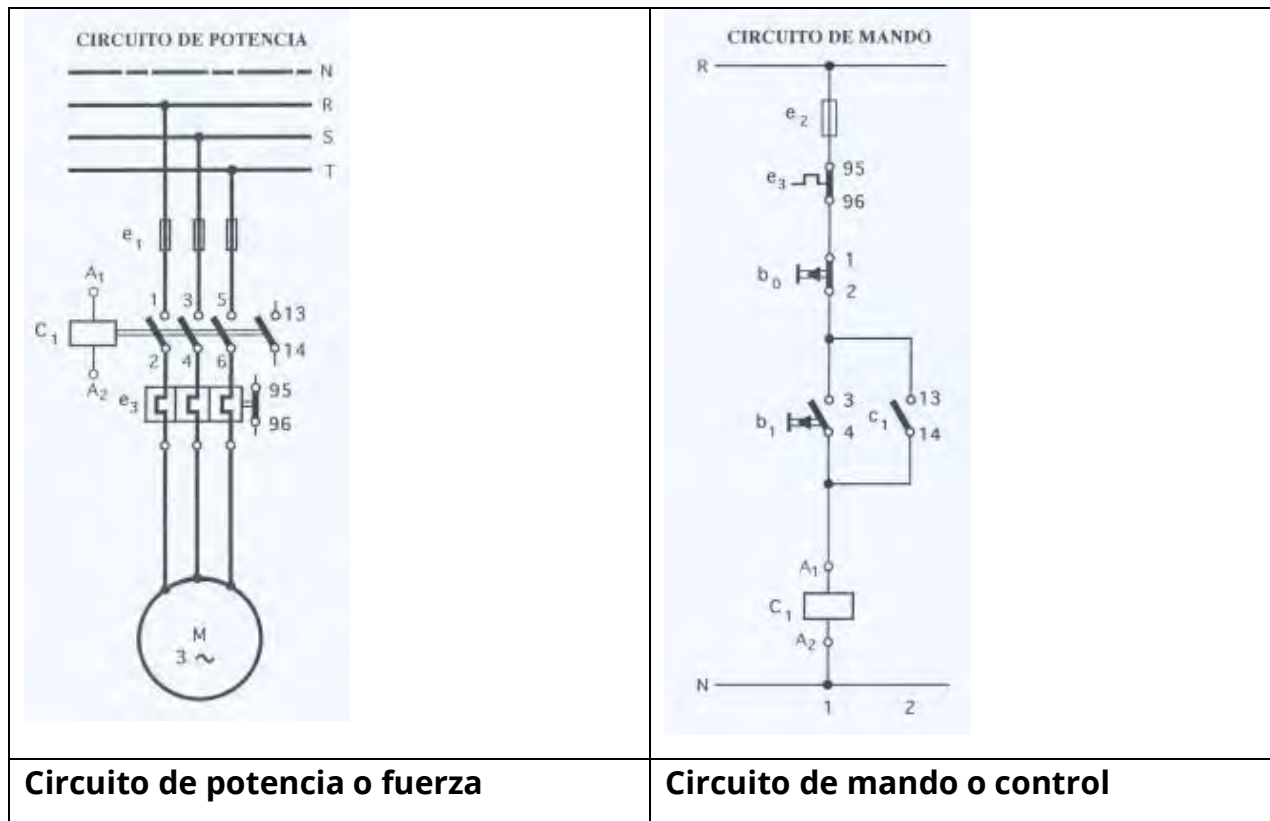 CIRCUITO DE POTENCIA
N
R
S
T
e1
A1
1 3 5 13
C1
2 4 6 14
A2
e3
95
96
M
3 ~
CIRCUITO DE MANDO
R
e2
e3
95
96
b0
1
2
3 13
b1 c1
4 14
A1
C1
A2
N
1 2
Circuito de potencia o fuerza
Circuito de mando o control